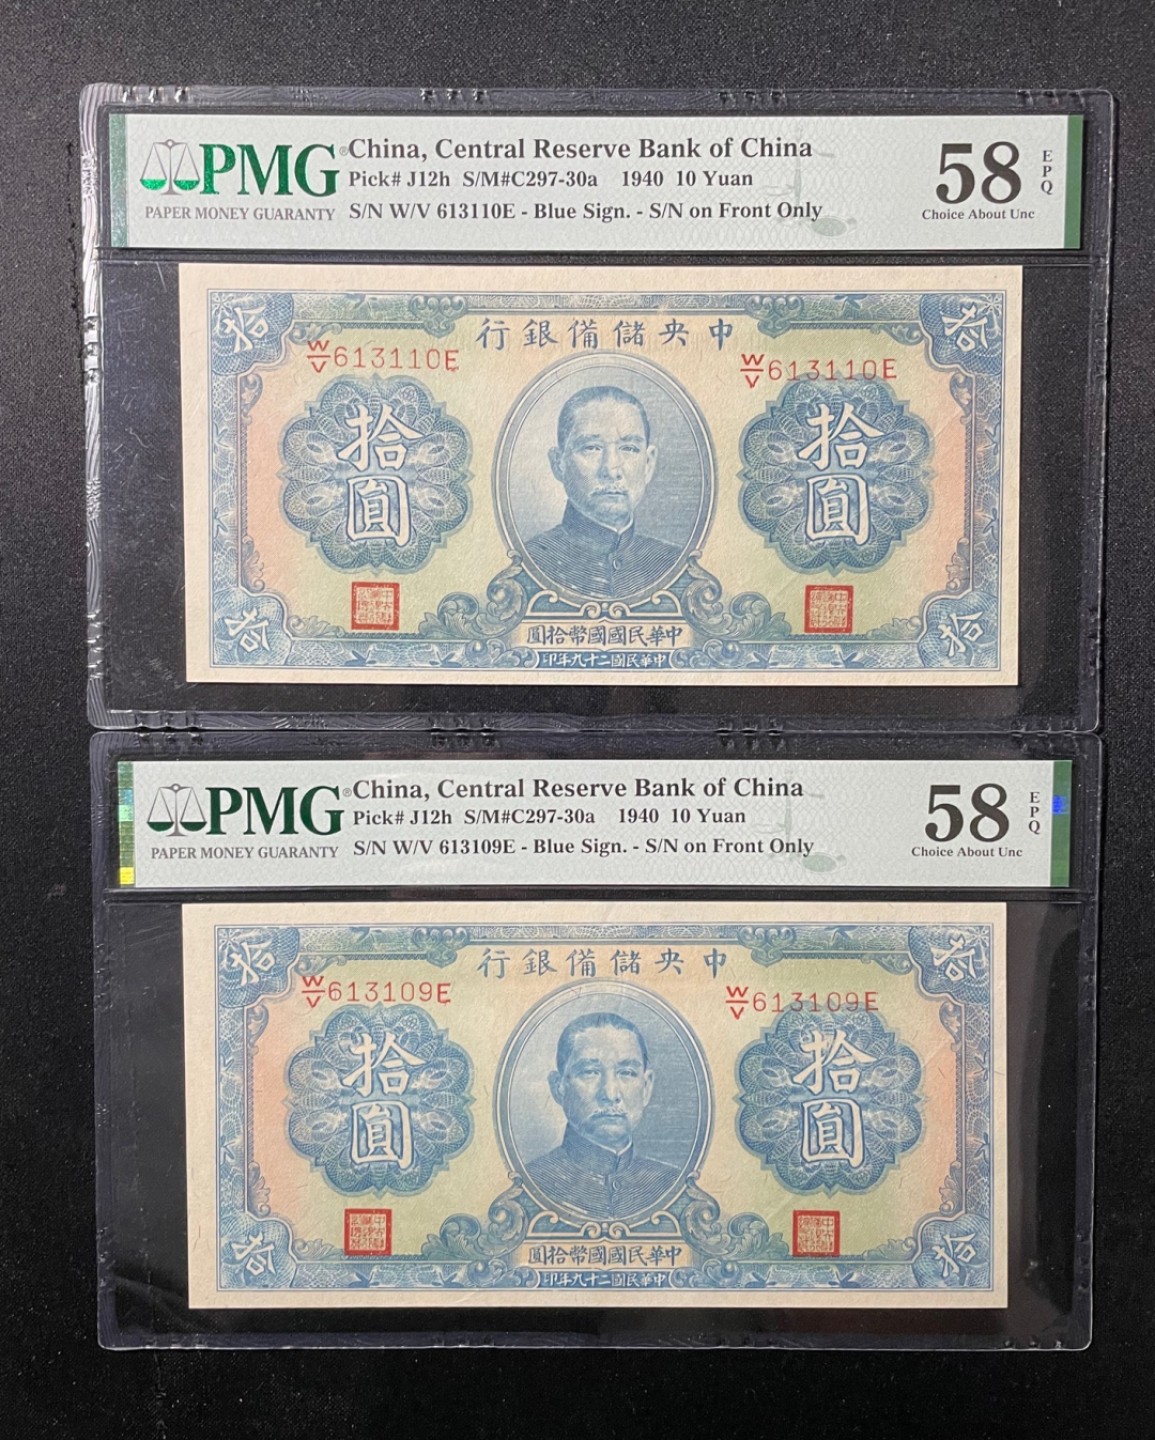 PMG®
PAPER MONEY GUARANTY
China, Central Reserve Bank of China
Pick# J12h S/M#C297-30a 1940 10 Yuan
S/N W/V 613110E - Blue Sign. - S/N on Front Only
58 EPQ
Choice About Unc
拾 拾
行銀備儲央中
W/V 613110E W/V 613110E
拾圓 拾圓
圓拾幣國國民華中
印年九十二國民華中
拾 拾
PMG®
PAPER MONEY GUARANTY
China, Central Reserve Bank of China
Pick# J12h S/M#C297-30a 1940 10 Yuan
S/N W/V 613109E - Blue Sign. - S/N on Front Only
58 EPQ
Choice About Unc
拾 拾
行銀備儲央中
W/V 613109E W/V 613109E
拾圓 拾圓
圓拾幣國國民華中
印年九十二國民華中
拾 拾